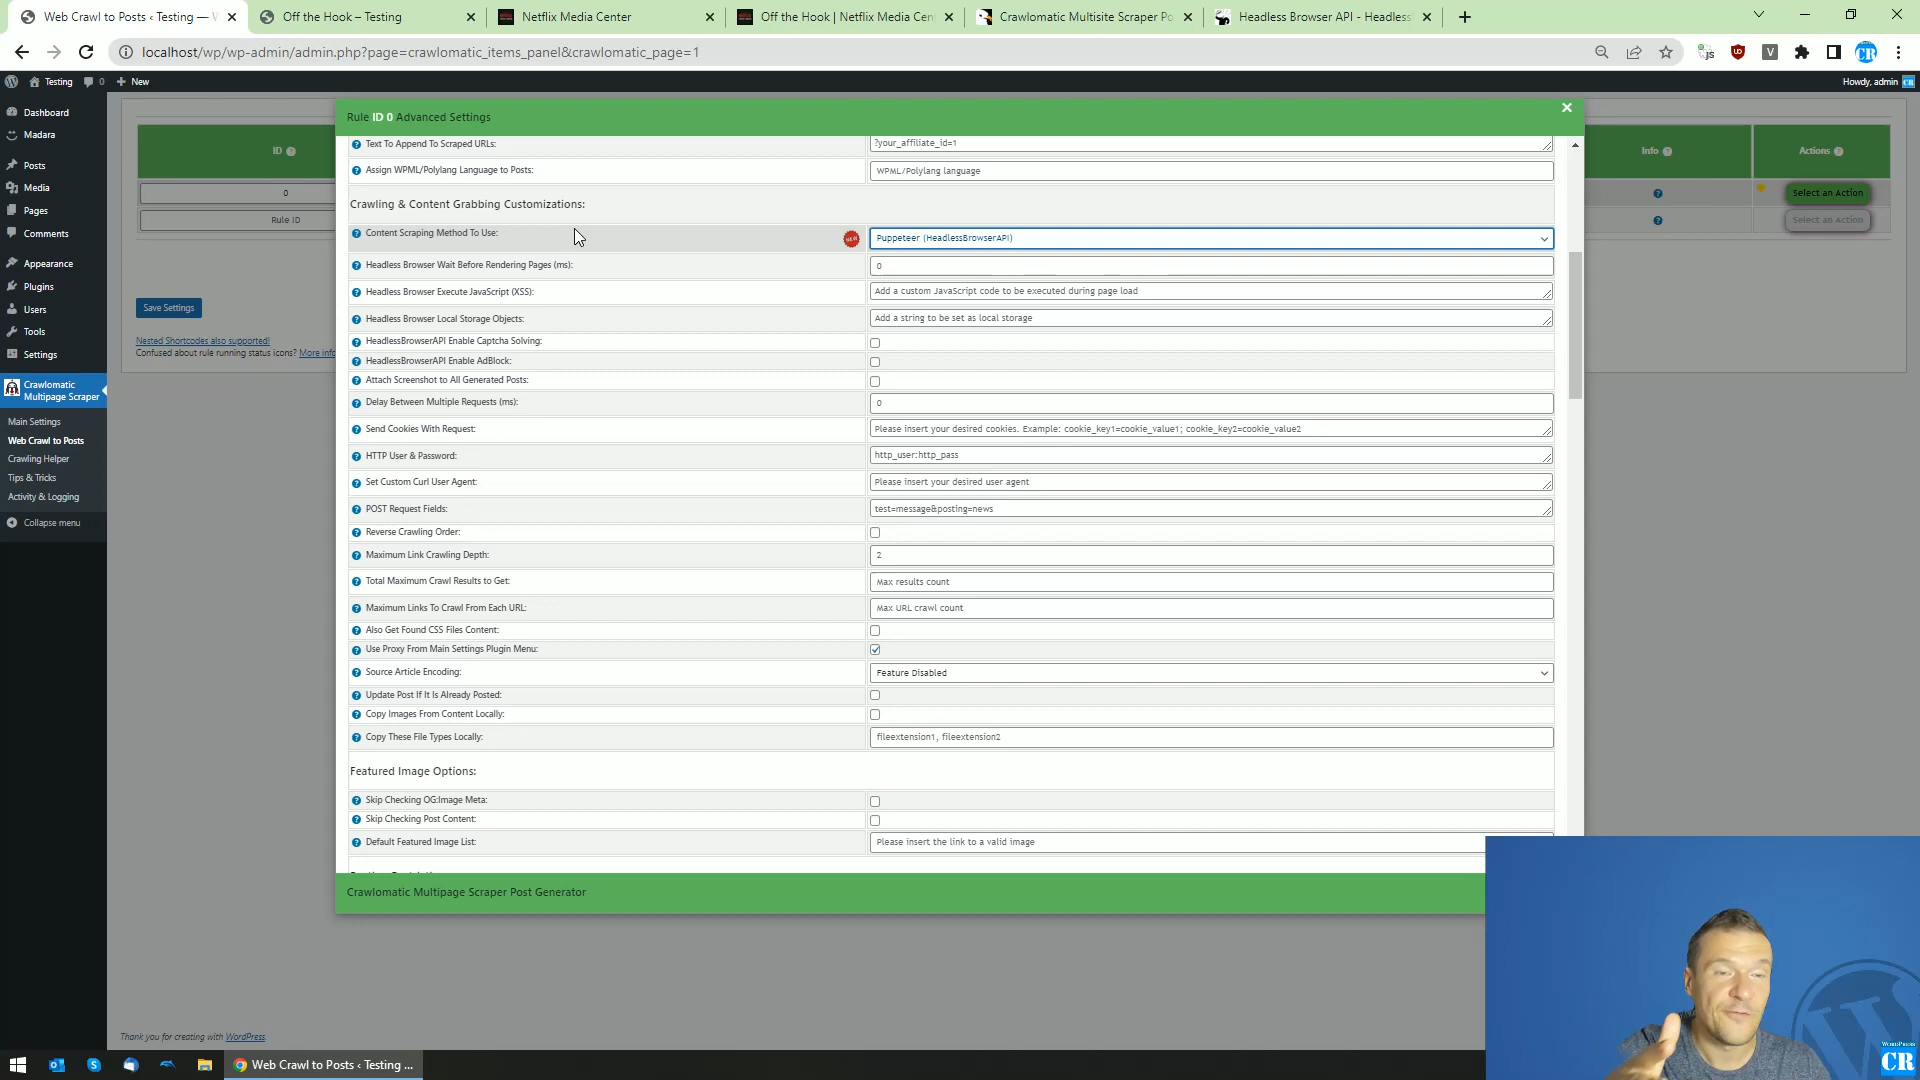 Web Crawl to Posts ‹ Testing — W
Off the Hook – Testing
Netflix Media Center
Off the Hook | Netflix Media Cen
Crawlomatic Multisite Scraper Po
Headless Browser API - Headless
localhost/wp/wp-admin/admin.php?page=crawlomatic_items_panel&crawlomatic_page=1
Testing
0
New
Howdy, admin
Dashboard
Madara
Posts
Media
Pages
Comments
Appearance
Plugins
Users
Tools
Settings
Crawlomatic
Multipage Scraper
Main Settings
Web Crawl to Posts
Crawling Helper
Tips & Tricks
Activity & Logging
Collapse menu
ID
0
Rule ID
Save Settings
Nested Shortcodes also supported!
Confused about rule running status icons? More info
Info
Actions
Select an Action
Select an Action
Rule ID 0 Advanced Settings
Text To Append To Scraped URLs:
?your_affiliate_id=1
Assign WPML/Polylang Language to Posts:
WPML/Polylang language
Crawling & Content Grabbing Customizations:
Content Scraping Method To Use:
NEW
Puppeteer (HeadlessBrowserAPI)
Headless Browser Wait Before Rendering Pages (ms):
0
Headless Browser Execute JavaScript (XSS):
Add a custom JavaScript code to be executed during page load
Headless Browser Local Storage Objects:
Add a string to be set as local storage
HeadlessBrowserAPI Enable Captcha Solving:
HeadlessBrowserAPI Enable AdBlock:
Attach Screenshot to All Generated Posts:
Delay Between Multiple Requests (ms):
0
Send Cookies With Request:
Please insert your desired cookies. Example: cookie_key1=cookie_value1; cookie_key2=cookie_value2
HTTP User & Password:
http_user:http_pass
Set Custom Curl User Agent:
Please insert your desired user agent
POST Request Fields:
test=message&posting=news
Reverse Crawling Order:
Maximum Link Crawling Depth:
2
Total Maximum Crawl Results to Get:
Max results count
Maximum Links To Crawl From Each URL:
Max URL crawl count
Also Get Found CSS Files Content:
Use Proxy From Main Settings Plugin Menu:
Source Article Encoding:
Feature Disabled
Update Post If It Is Already Posted:
Copy Images From Content Locally:
Copy These File Types Locally:
fileextension1, fileextension2
Featured Image Options:
Skip Checking OG:Image Meta:
Skip Checking Post Content:
Default Featured Image List:
Please insert the link to a valid image
Crawlomatic Multipage Scraper Post Generator
Thank you for creating with WordPress.
Web Crawl to Posts ‹ Testing ...
WORDPRESS
CR